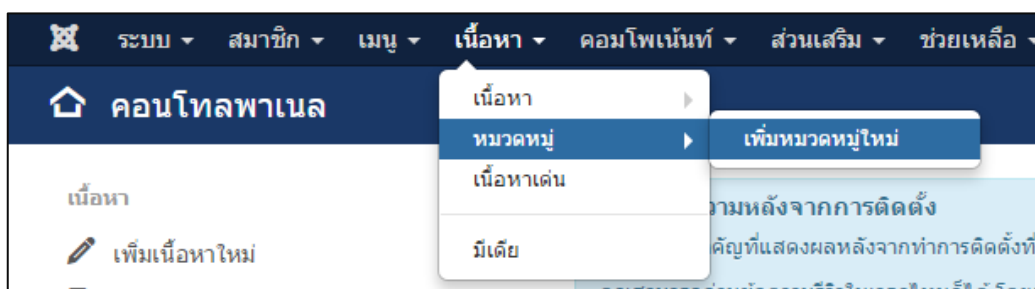 ระบบ สมาชิก เมนู เนื้อหา คอมโพเน้นท์ ส่วนเสริม ช่วยเหลือ
คอนโทลพาเนล
เนื้อหา
หมวดหมู่ เพิ่มหมวดหมู่ใหม่
เนื้อหาเด่น
มีเดีย
เนื้อหา
เพิ่มเนื้อหาใหม่
วามหลังจากการติดตั้ง
คัญที่แสดงผลหลังจากทำการติดตั้งที่